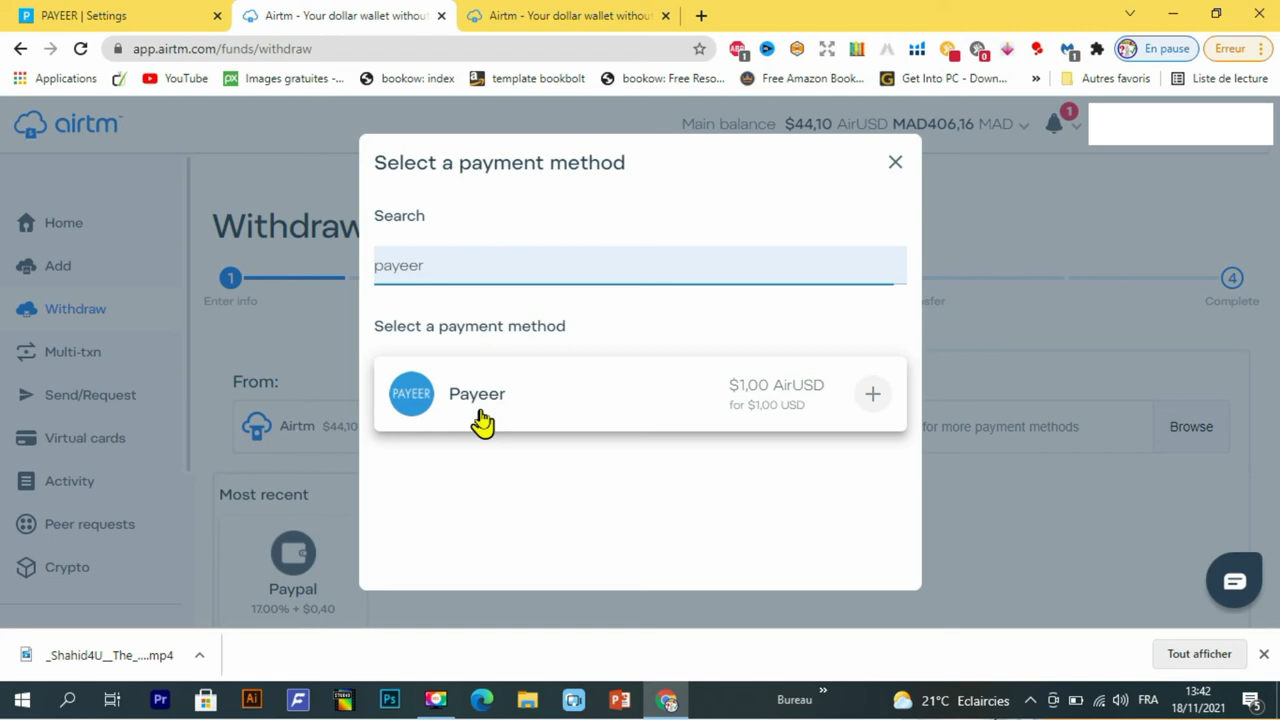 PAYEER | Settings
Airtm - Your dollar wallet without
Airtm - Your dollar wallet without
app.airtm.com/funds/withdraw
En pause
Erreur
Applications
YouTube
Images gratuites -...
bookow: index
template bookbolt
bookow: Free Reso...
Free Amazon Book...
Get Into PC - Down...
»
Autres favoris
Liste de lecture
airtm
Main balance $44,10 AirUSD MAD406,16 MAD
1
Select a payment method
Search
payeer
Select a payment method
PAYEER
Payeer
$1,00 AirUSD
for $1,00 USD
Home
Add
Withdraw
Multi-txn
Send/Request
Virtual cards
Activity
Peer requests
Crypto
Withdraw
1
Enter info
4
Complete
From:
Airtm $44,10
for more payment methods
Browse
Most recent
Paypal
17.00% + $0,40
_Shahid4U__The_....mp4
Tout afficher
Bureau
»
21°C Eclaircies
FRA
13:42
18/11/2021
5